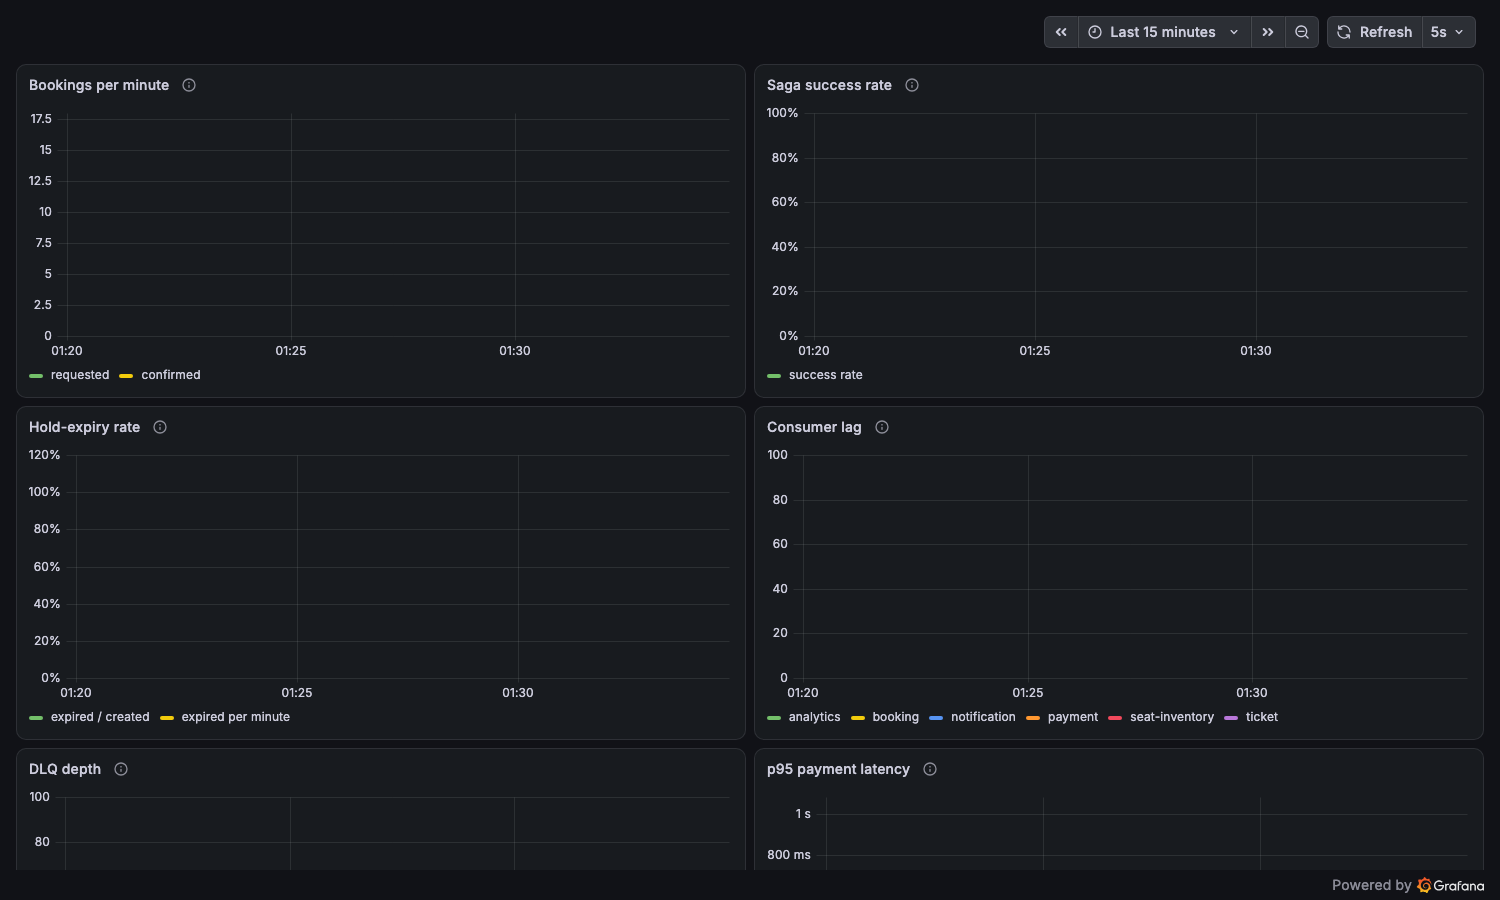 Last 15 minutes Refresh 5s
Bookings per minute
17.5
15
12.5
10
7.5
5
2.5
0
01:20 01:25 01:30
requested confirmed
Saga success rate
100%
80%
60%
40%
20%
0%
01:20 01:25 01:30
success rate
Hold-expiry rate
120%
100%
80%
60%
40%
20%
0%
01:20 01:25 01:30
expired / created expired per minute
Consumer lag
100
80
60
40
20
0
01:20 01:25 01:30
analytics booking notification payment seat-inventory ticket
DLQ depth
100
80
p95 payment latency
1 s
800 ms
Powered by Grafana